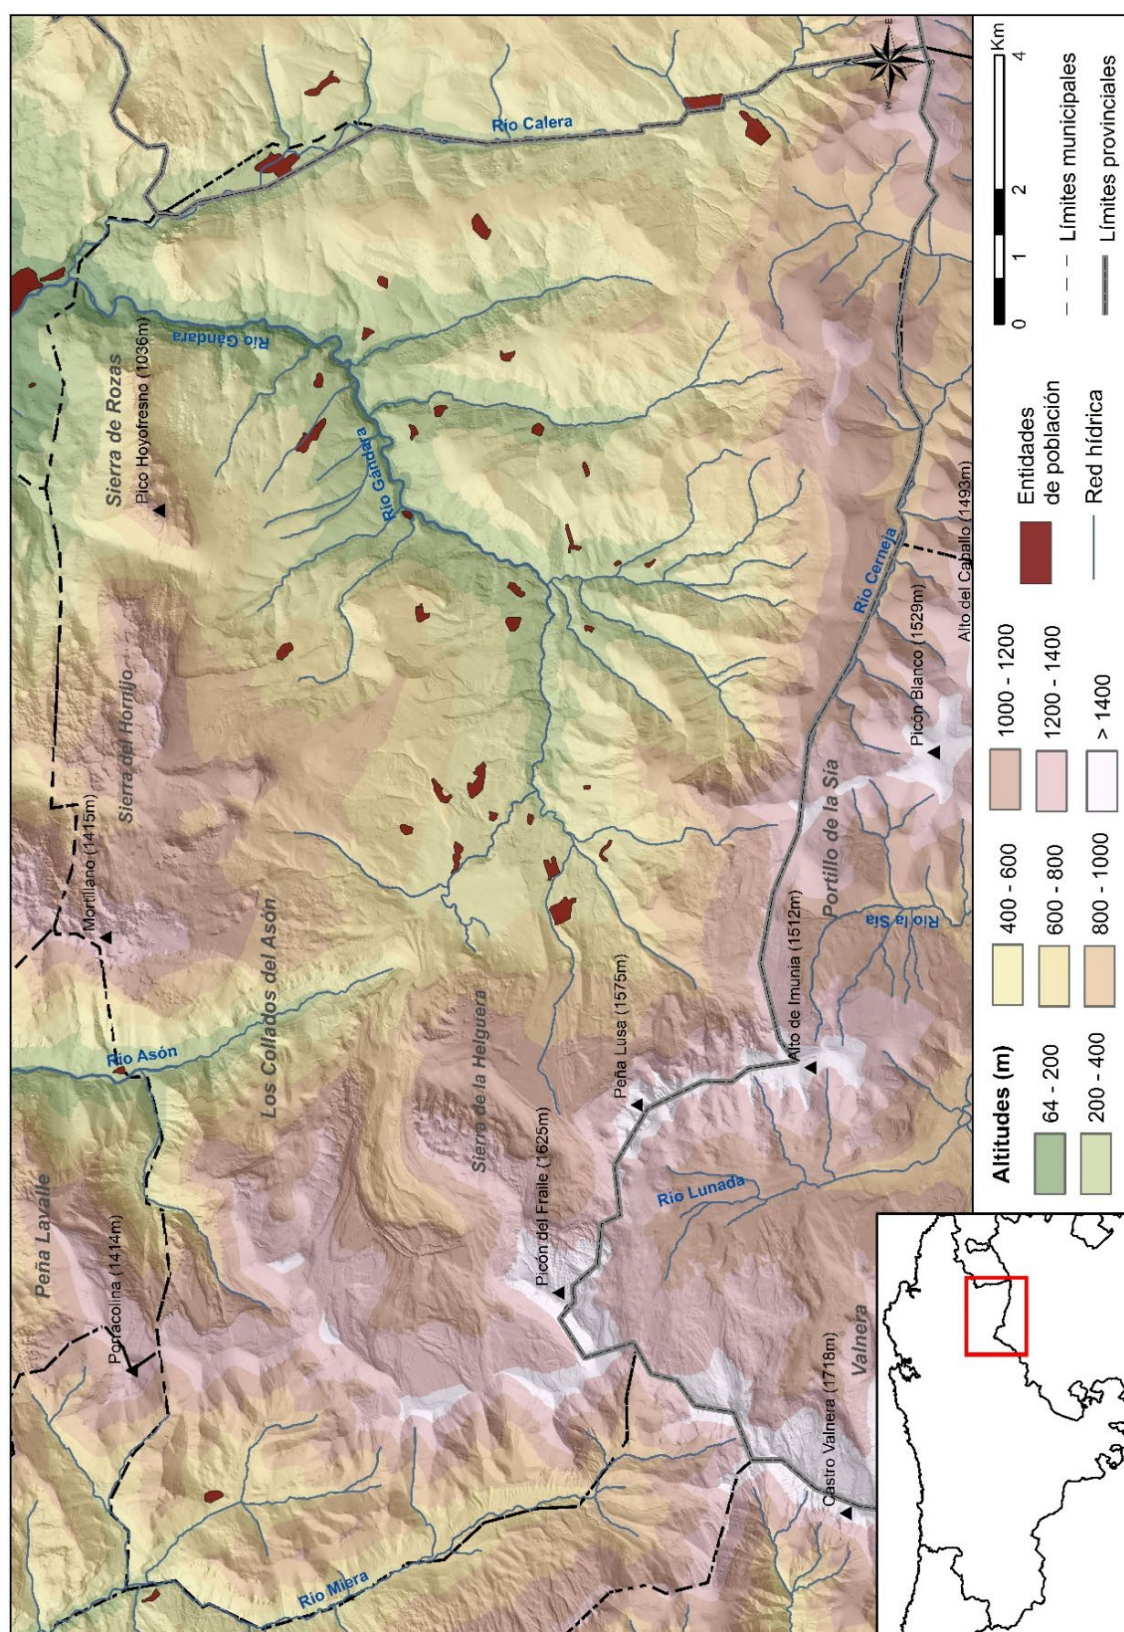 Peña Lavalle
Porracolina (1414m)
Mortillano (1415m)
Sierra del Hornijo
Sierra de Rozas
Pico Hoyofresno (1036m)
Río Asón
Río Gándara
Los Collados del Asón
Río Miera
Río Gándara
Río Calera
Sierra de la Helguera
Picón del Fraile (1625m)
Peña Lusa (1575m)
Río Lunada
Alto de Imunia (1512m)
Portillo de la Sía
Castro Valnera (1718m)
Valnera
Río Cerneja
Picón Blanco (1529m)
Río la Sía
Alto del Caballo (1493m)
Altitudes (m)
64 - 200
200 - 400
400 - 600
600 - 800
800 - 1000
1000 - 1200
1200 - 1400
> 1400
Entidades
de población
Red hídrica
0 1 2 4
Km
Límites municipales
Límites provinciales